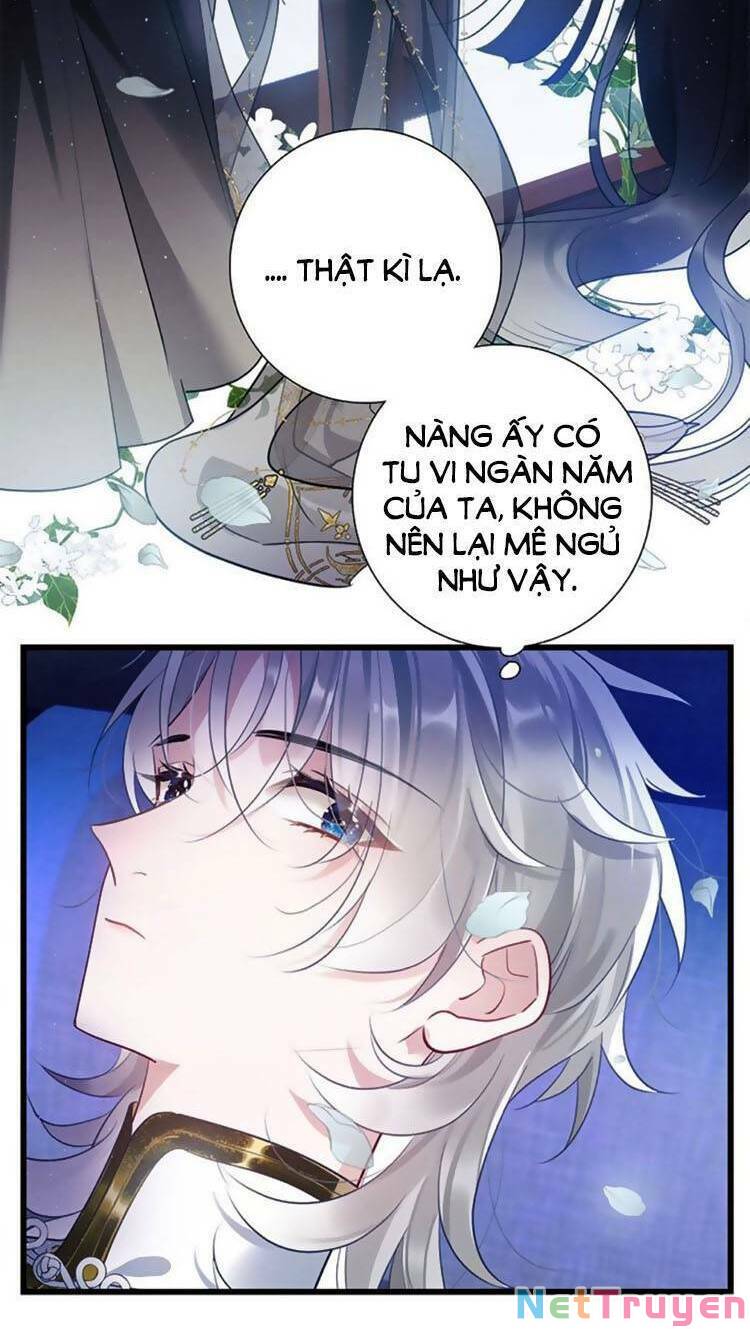 .... THẬT KÌ LẠ.
NÀNG ẤY CÓ
TU VI NGÀN NĂM
CỦA TA, KHÔNG
NÊN LẠI MÊ NGỦ
NHƯ VẬY.
NetTruyen